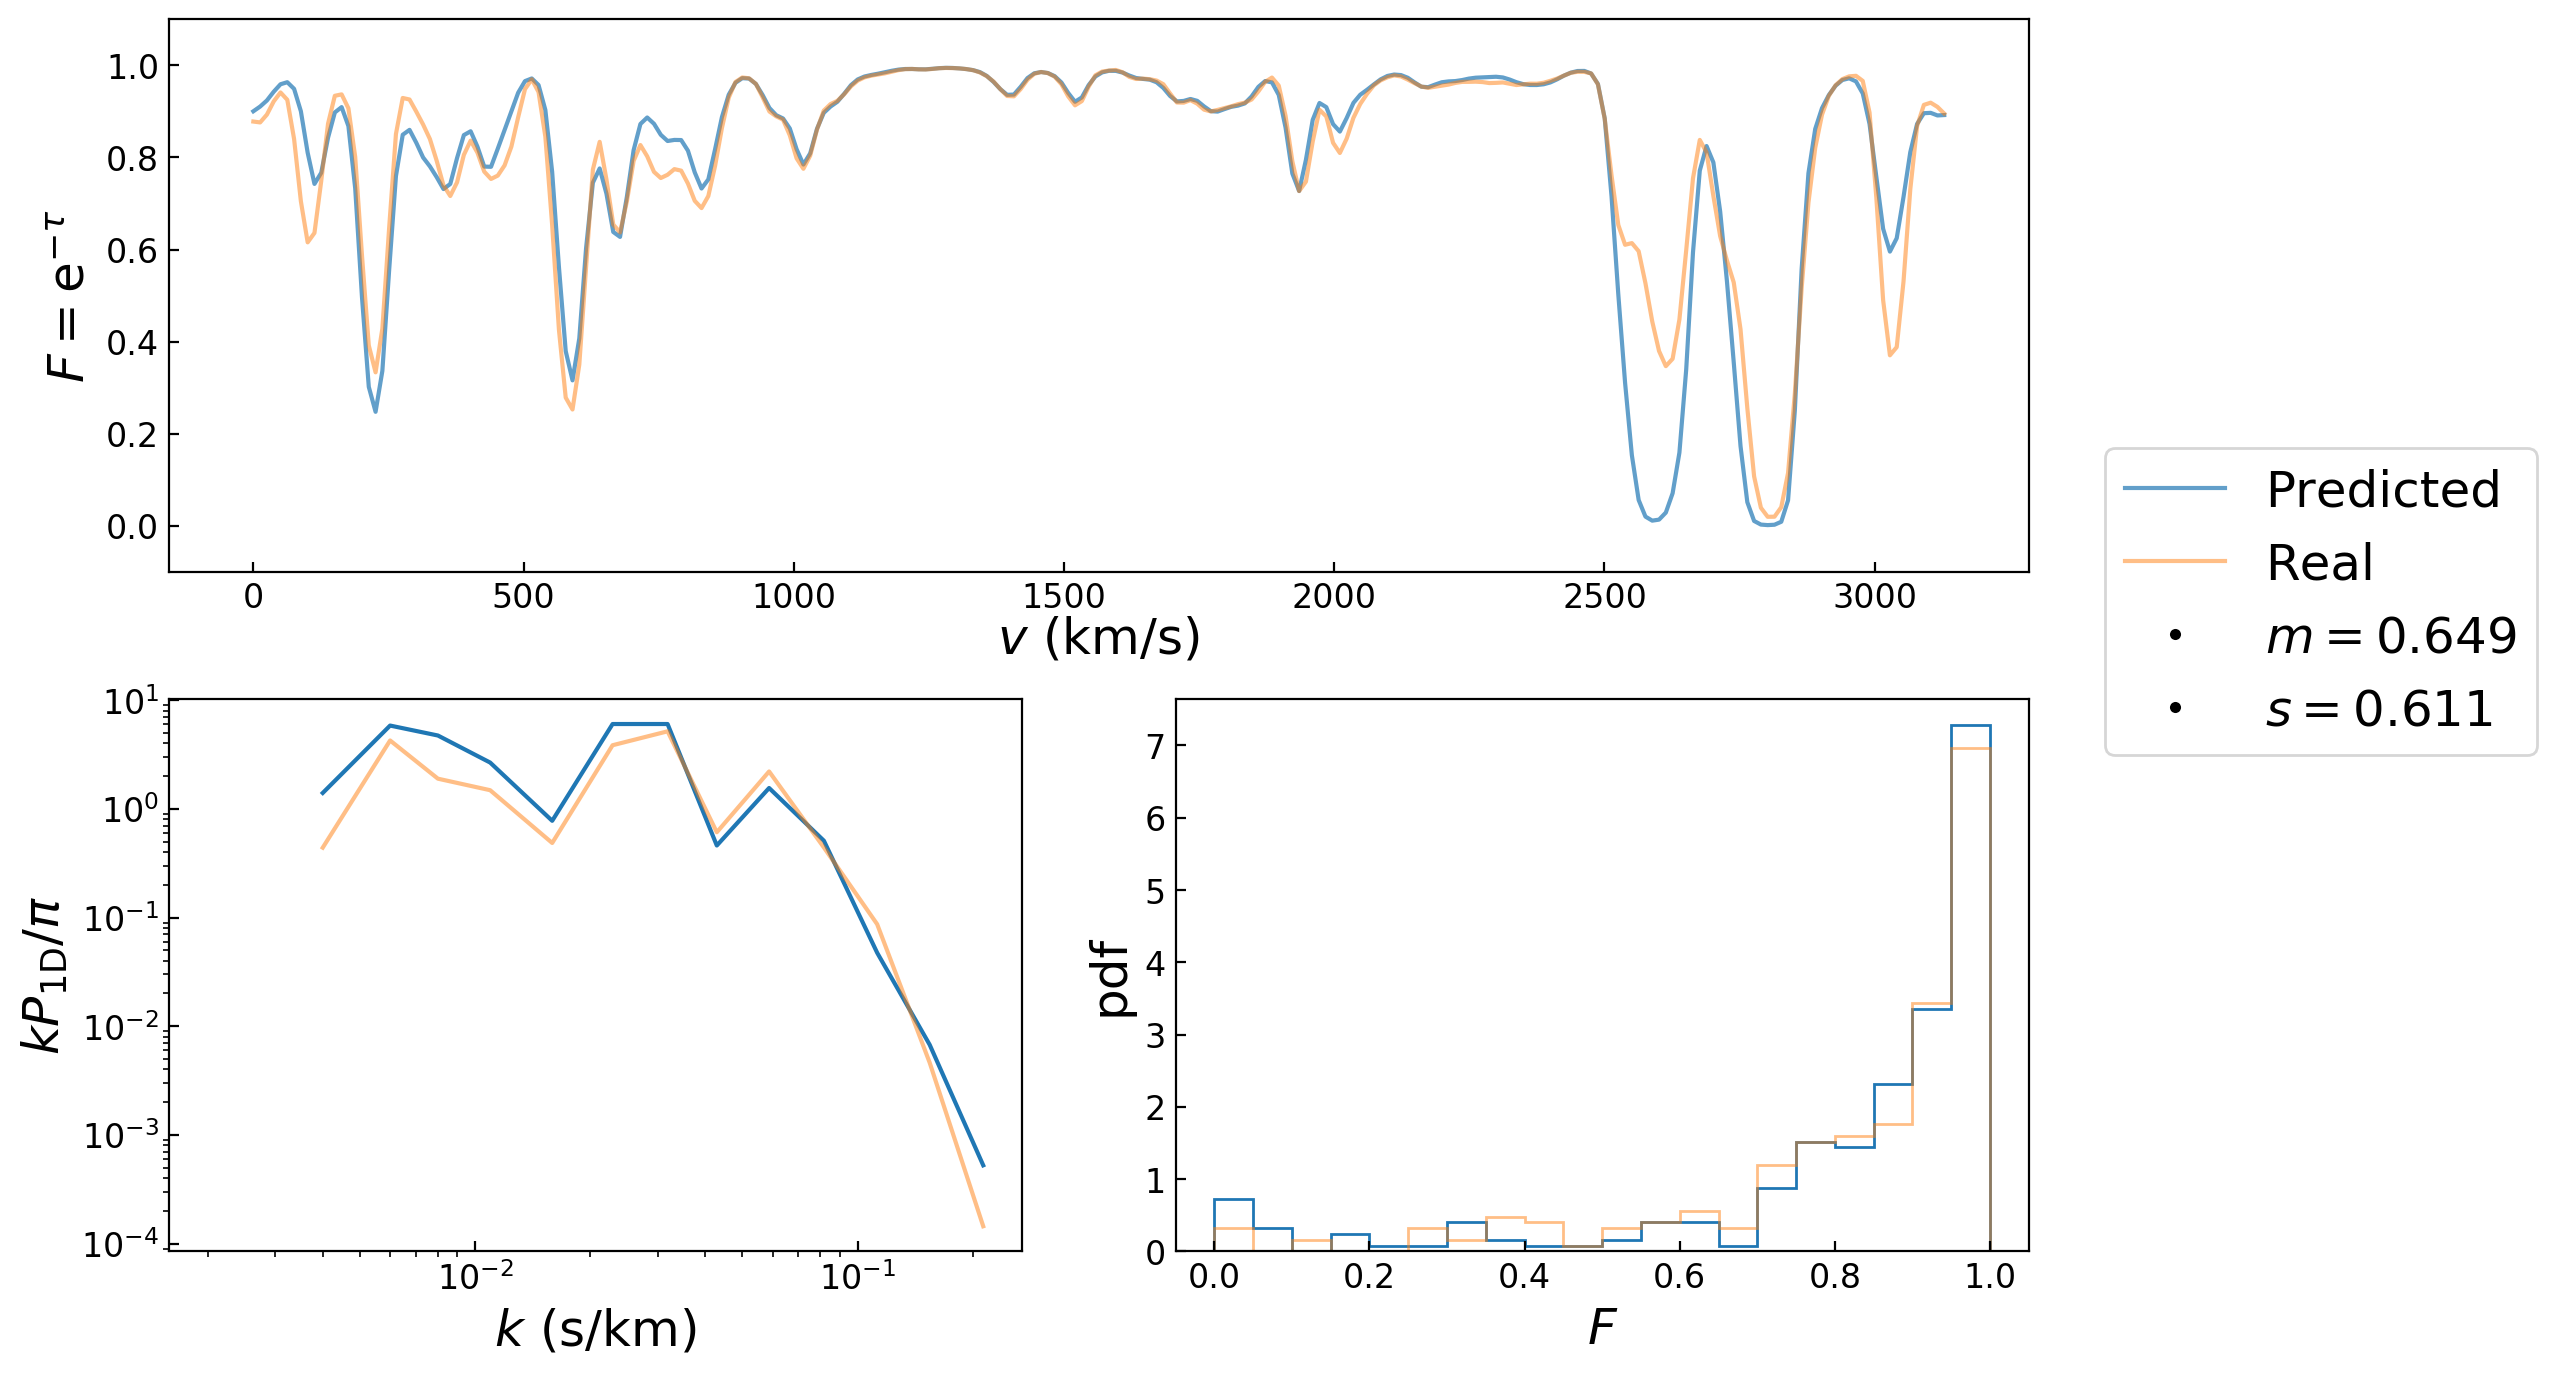 F = e^{−τ}
1.0
0.8
0.6
0.4
0.2
0.0
0 500 1000 1500 2000 2500 3000
v (km/s)
Predicted
Real
m = 0.649
s = 0.611
kP_{1D}/π
10^1
10^0
10^{−1}
10^{−2}
10^{−3}
10^{−4}
10^{−2} 10^{−1}
k (s/km)
pdf
7
6
5
4
3
2
1
0
0.0 0.2 0.4 0.6 0.8 1.0
F